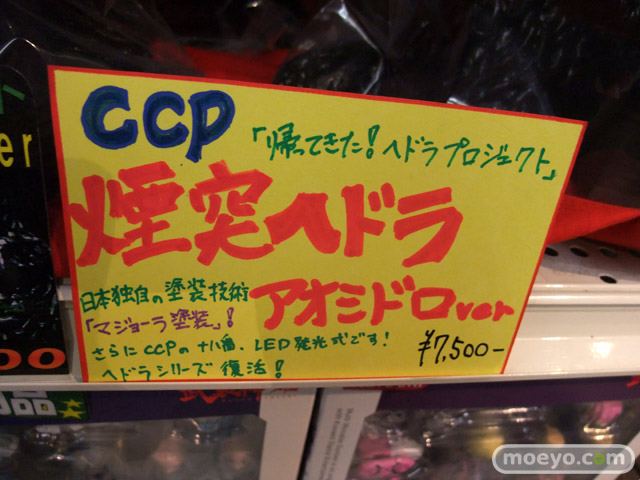 CCP
「帰ってきた!ヘドラプロジェクト」
煙突ヘドラ
アオミドロver
日本独自の塗装技術
「マジョーラ塗装」!
さらにCCPの十八番、LED発光式です!
ヘドラシリーズ復活!
¥7,500-
er
00
品
moeyo.com